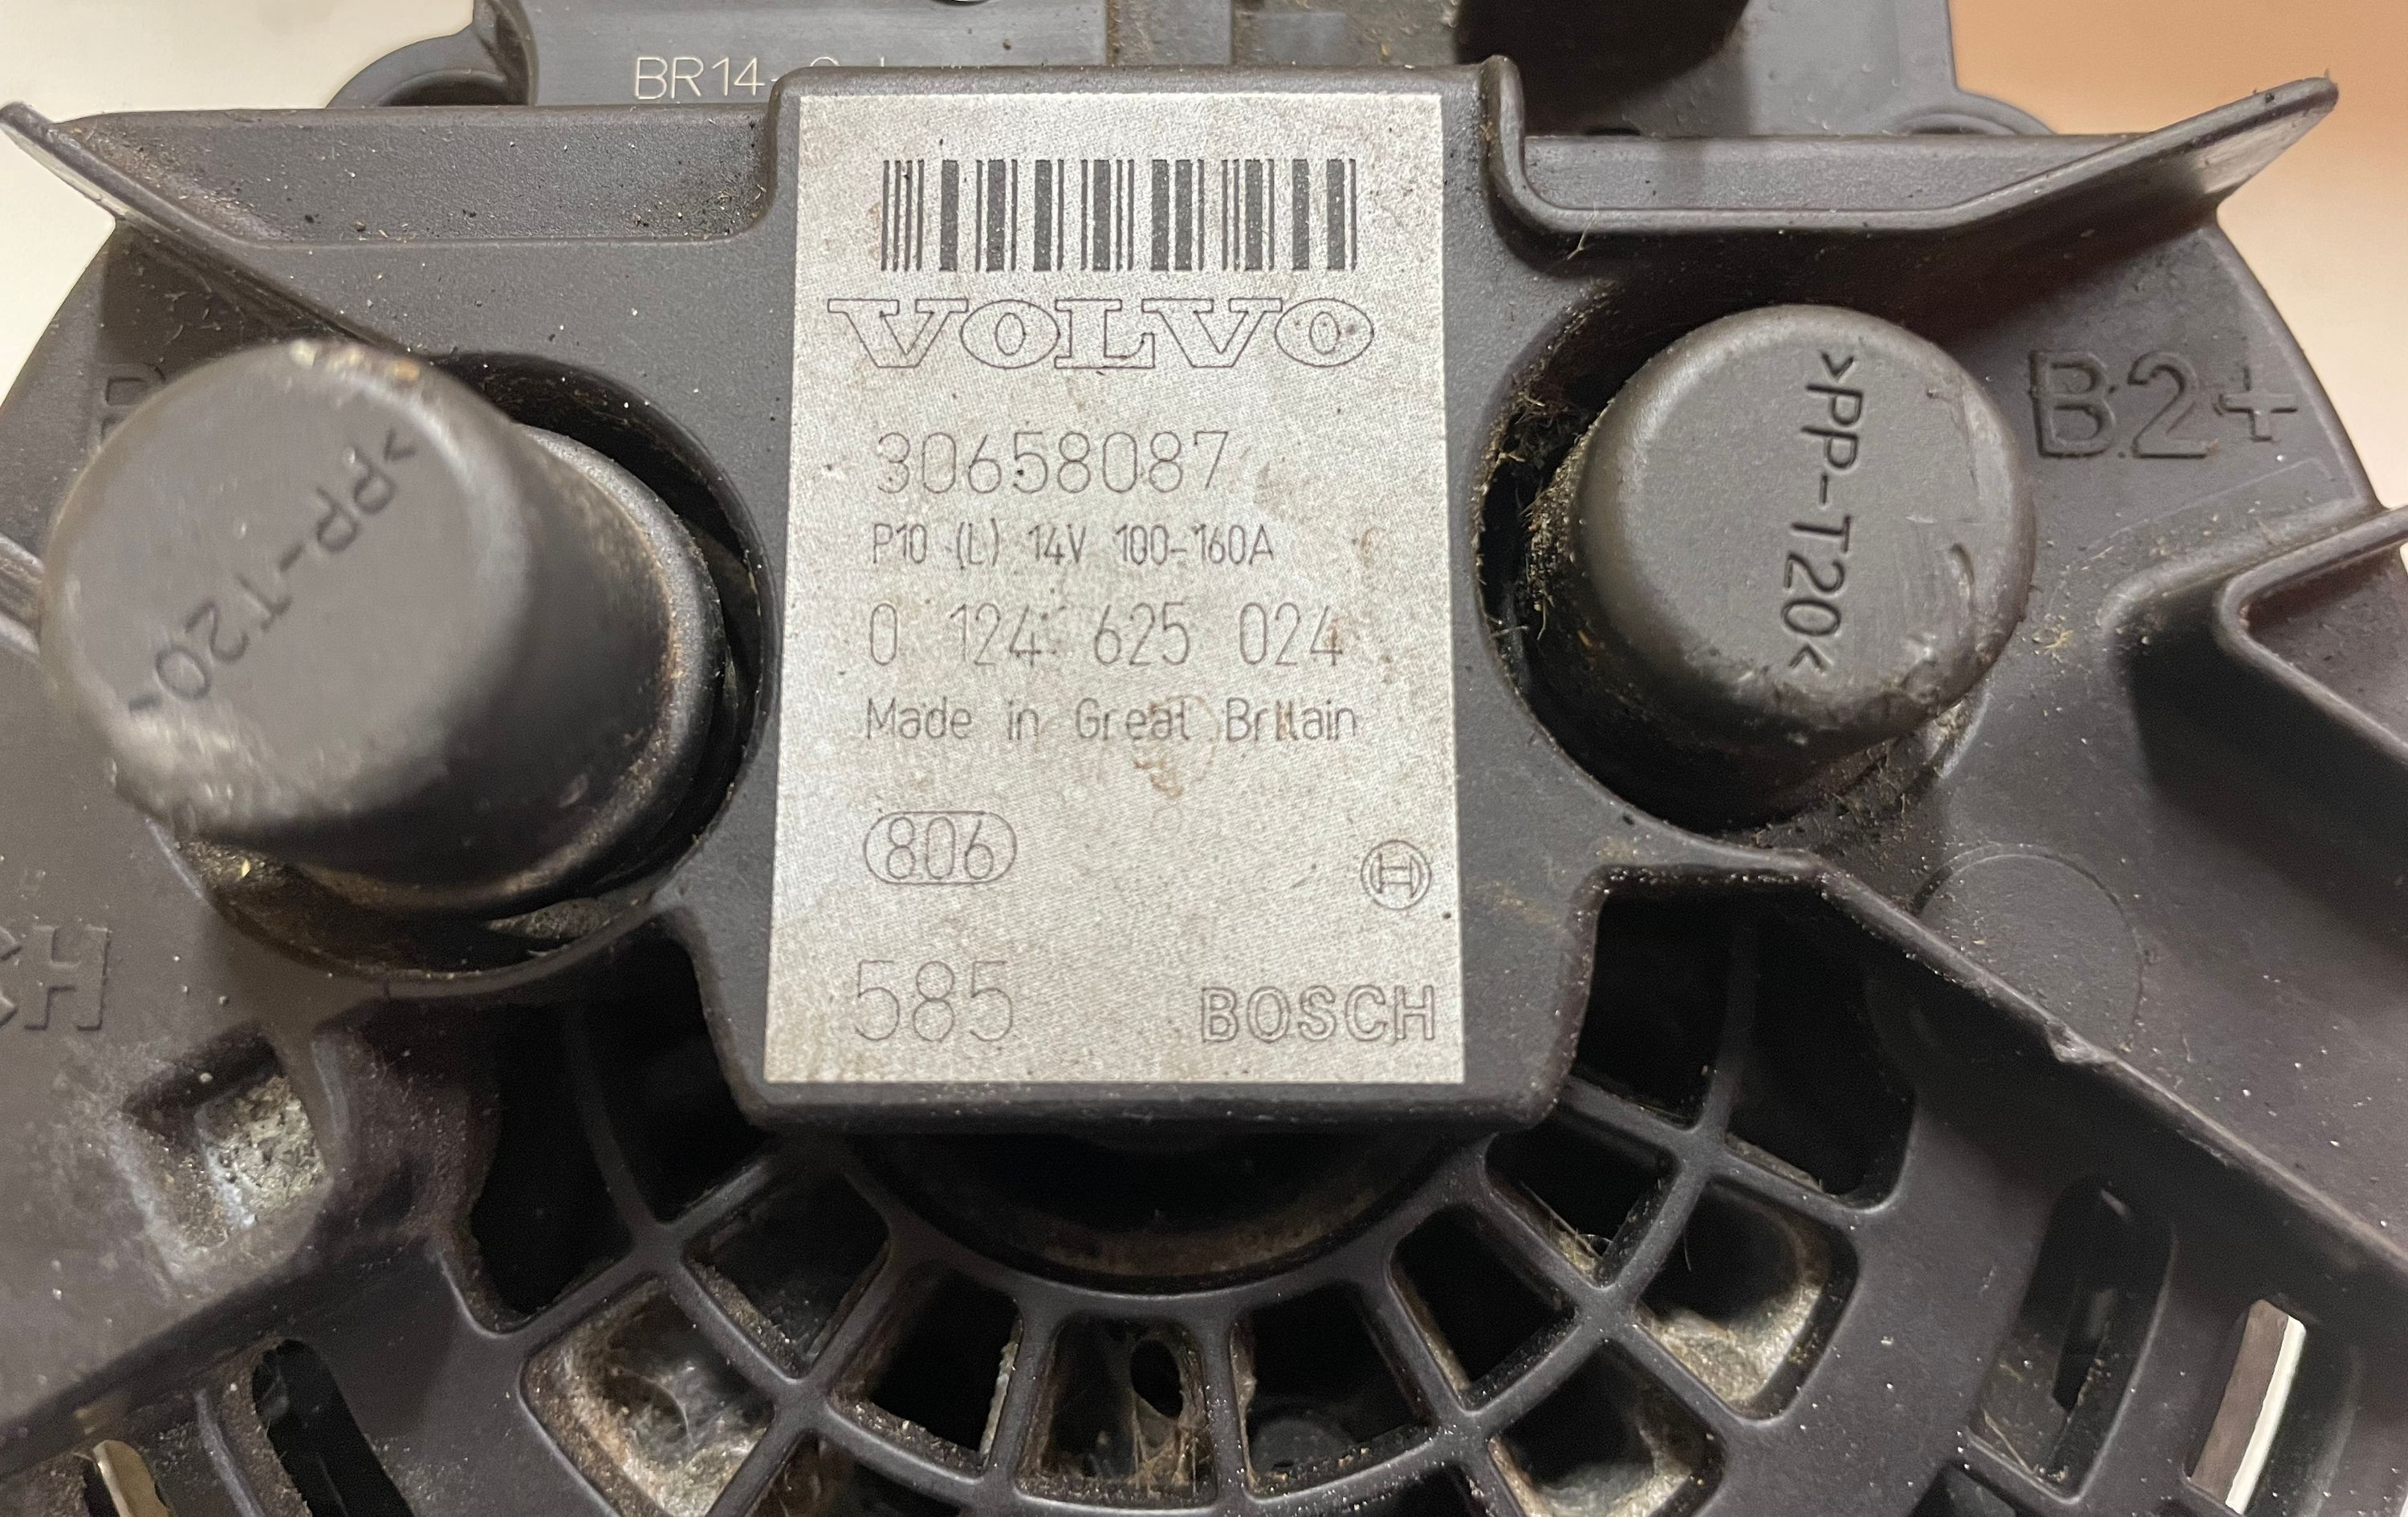 BR14-
VOLVO
30658087
P10 (L) 14V 100-160A
0 124 625 024
Made in Great Britain
806
585 BOSCH
>PP-T20<
>PP-T20<
B2+